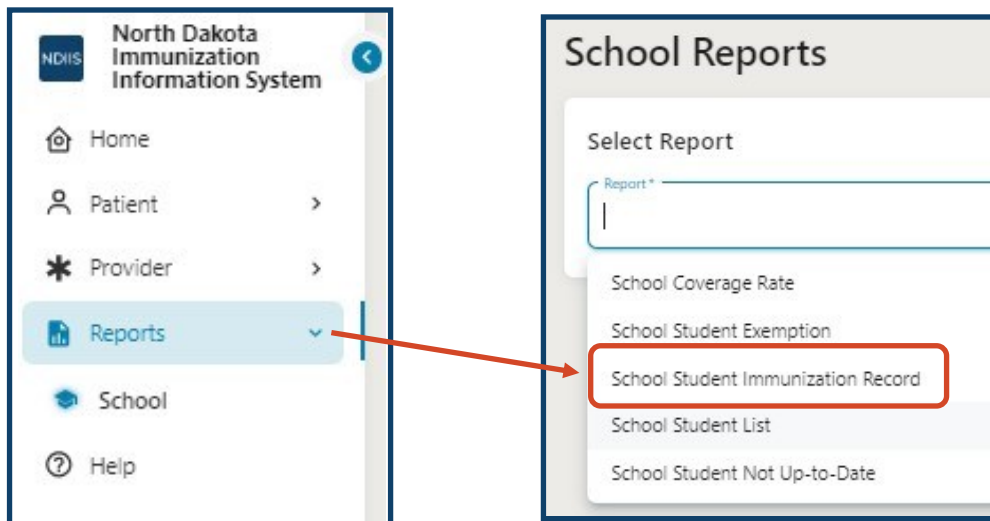 NDIIS
North Dakota
Immunization
Information System
Home
Patient
Provider
Reports
School
Help
School Reports
Select Report
Report*
School Coverage Rate
School Student Exemption
School Student Immunization Record
School Student List
School Student Not Up-to-Date